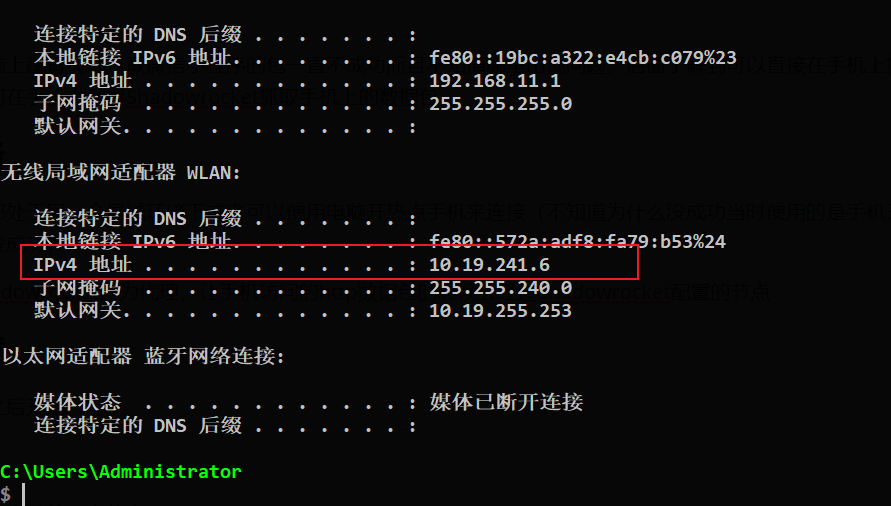 连接特定的 DNS 后缀 . . . . . . . :
本地链接 IPv6 地址. . . . . . . . : fe80::19bc:a322:e4cb:c079%23
IPv4 地址 . . . . . . . . . . . . : 192.168.11.1
子网掩码 . . . . . . . . . . . . : 255.255.255.0
默认网关. . . . . . . . . . . . . :
无线局域网适配器 WLAN:
连接特定的 DNS 后缀 . . . . . . . :
本地链接 IPv6 地址. . . . . . . . : fe80::572a:adf8:fa79:b53%24
IPv4 地址 . . . . . . . . . . . . : 10.19.241.6
子网掩码 . . . . . . . . . . . . : 255.255.240.0
默认网关. . . . . . . . . . . . . : 10.19.255.253
以太网适配器 蓝牙网络连接:
媒体状态 . . . . . . . . . . . . : 媒体已断开连接
连接特定的 DNS 后缀 . . . . . . . :
C:\Users\Administrator
$